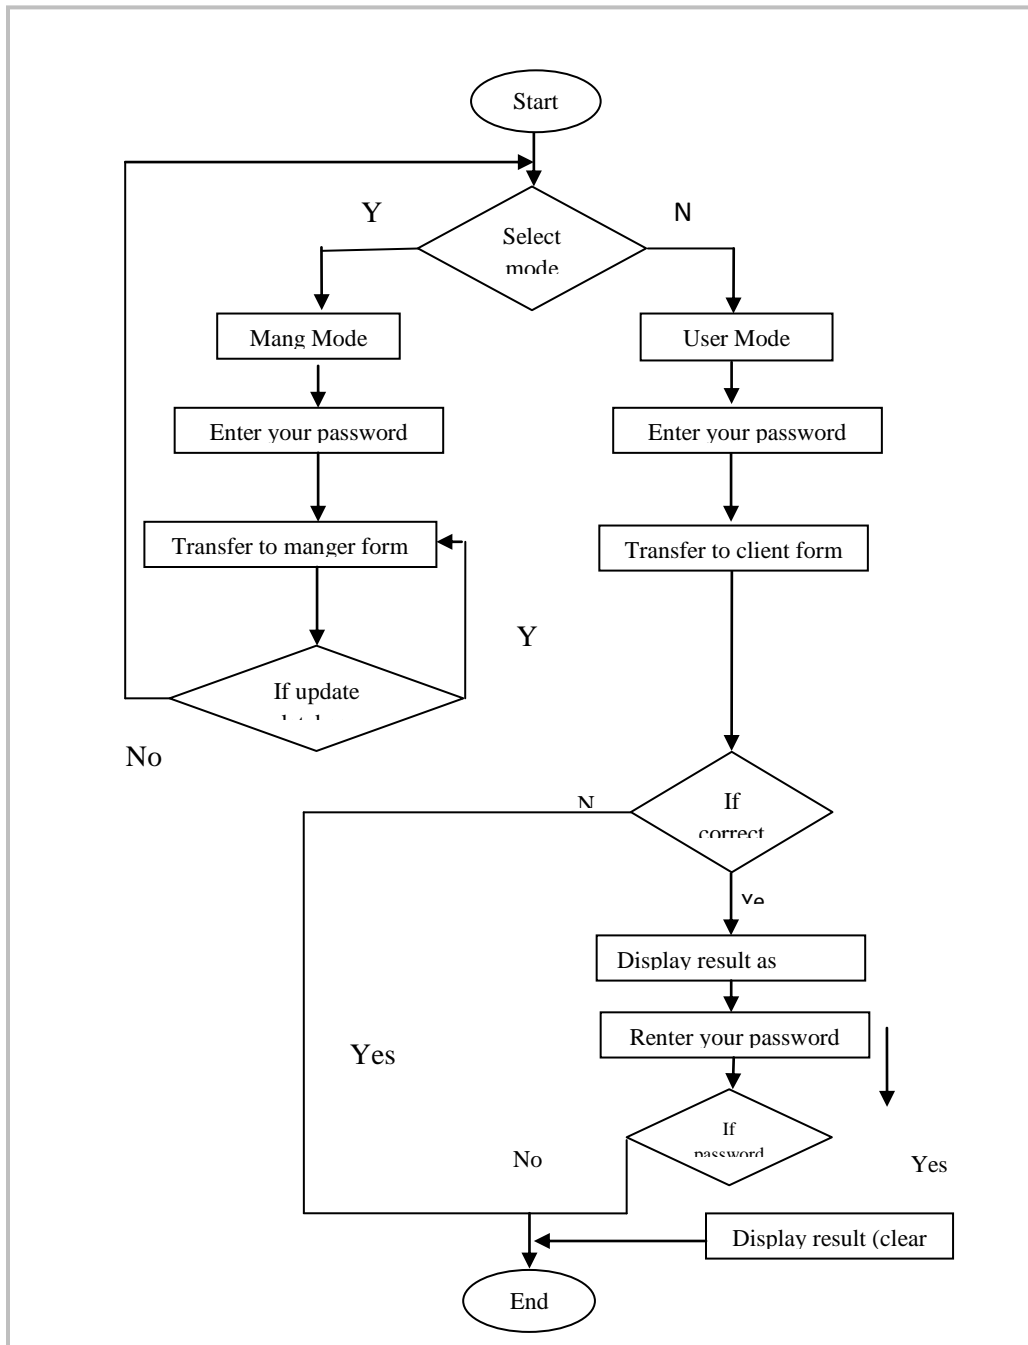 Start
Y
N
Select
mode
Mang Mode
User Mode
Enter your password
Enter your password
Transfer to manger form
Transfer to client form
Y
If update
No
N
If
correct
Ye
Display result as
Renter your password
Yes
If
password
No
Yes
Display result (clear
End